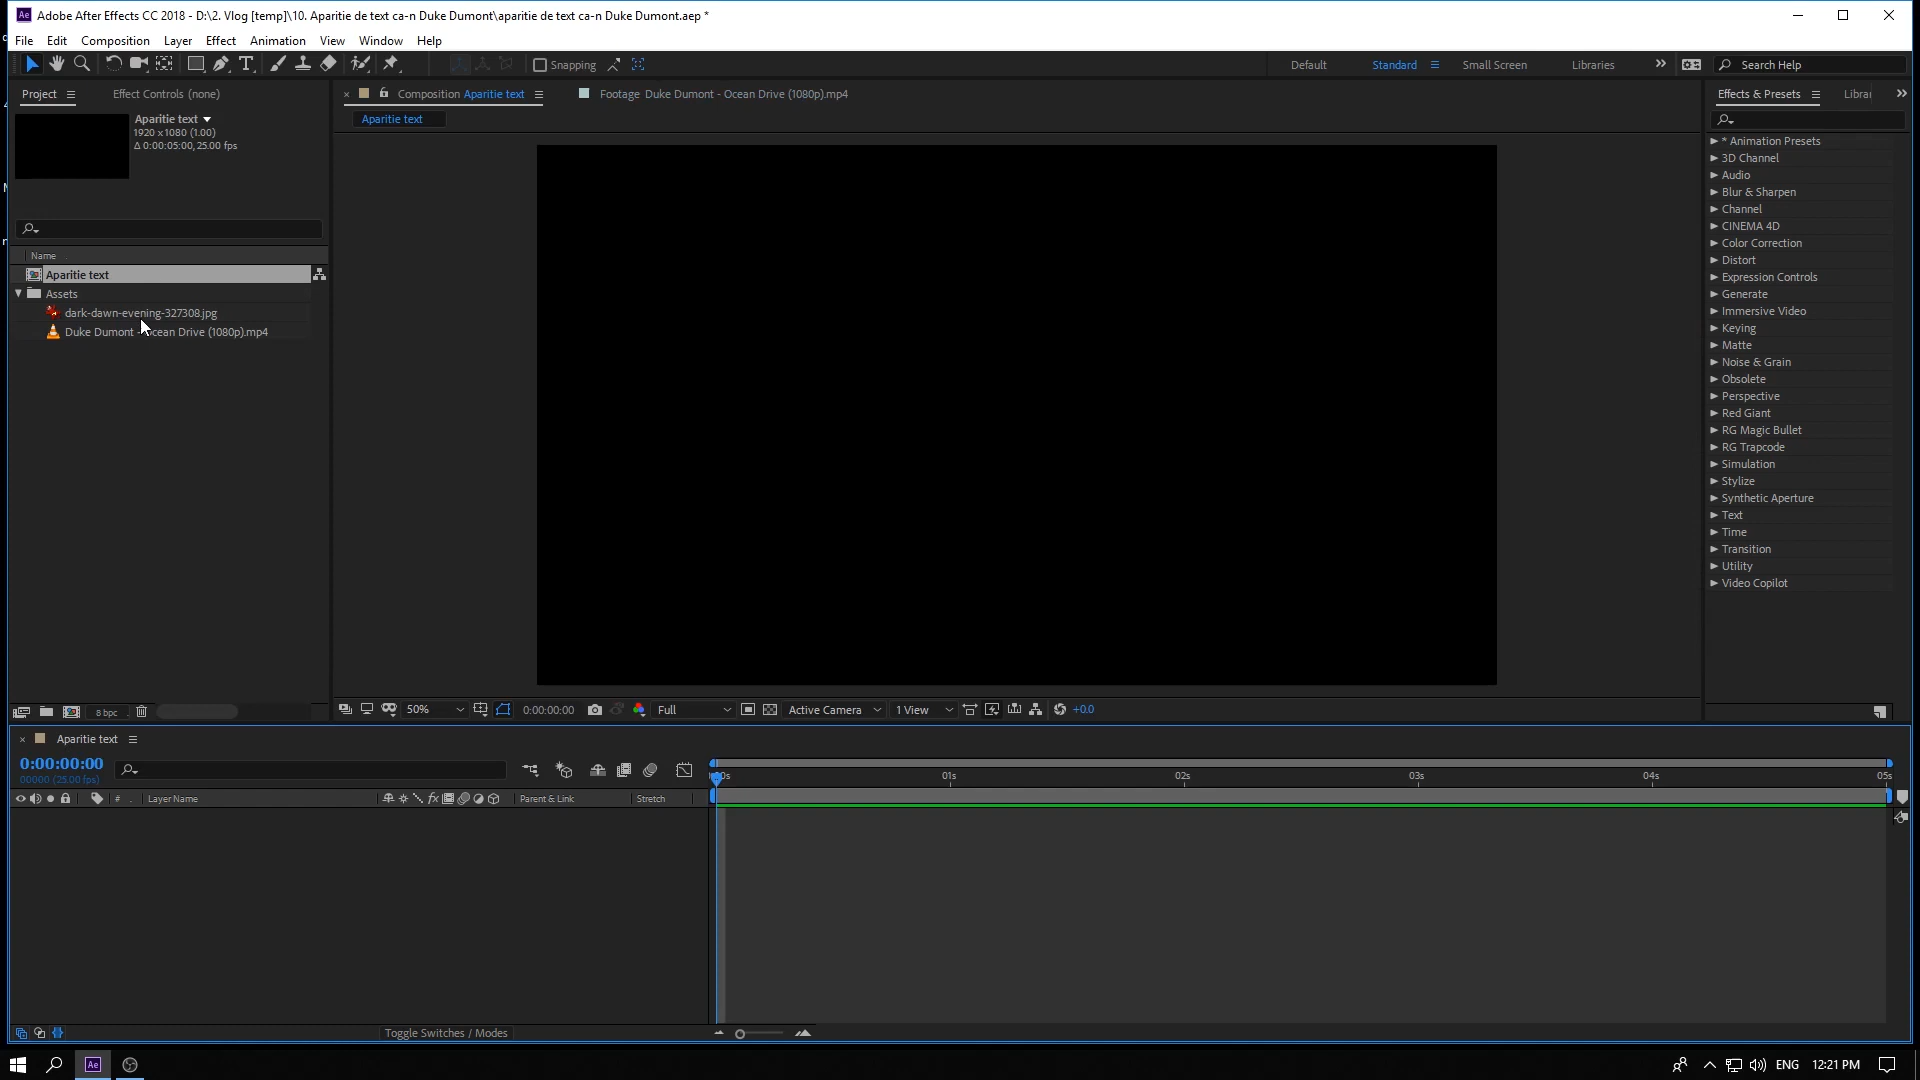 Adobe After Effects CC 2018 - D:\2. Vlog [temp]\10. Aparitie de text ca-n Duke Dumont\aparitie de text ca-n Duke Dumont.aep *
File Edit Composition Layer Effect Animation View Window Help
Snapping Default Standard Small Screen Libraries Search Help
Project Effect Controls (none) Composition Aparitie text Footage Duke Dumont - Ocean Drive (1080p).mp4 Effects & Presets
Aparitie text
1920 x 1080 (1.00)
Δ 0:00:05:00, 25.00 fps
Aparitie text
Name
Aparitie text
Assets
dark-dawn-evening-327308.jpg
Duke Dumont - Ocean Drive (1080p).mp4
* Animation Presets
3D Channel
Audio
Blur & Sharpen
Channel
CINEMA 4D
Color Correction
Distort
Expression Controls
Generate
Immersive Video
Keying
Matte
Noise & Grain
Obsolete
Perspective
Red Giant
RG Magic Bullet
RG Trapcode
Simulation
Stylize
Synthetic Aperture
Text
Time
Transition
Utility
Video Copilot
8 bpc 50% 0:00:00:00 Full Active Camera 1 View +0.0
Aparitie text
0:00:00:00
00000 (25.00 fps)
01s 02s 03s 04s 05s
# Layer Name Parent & Link Stretch
Toggle Switches / Modes
Ae ENG 12:21 PM